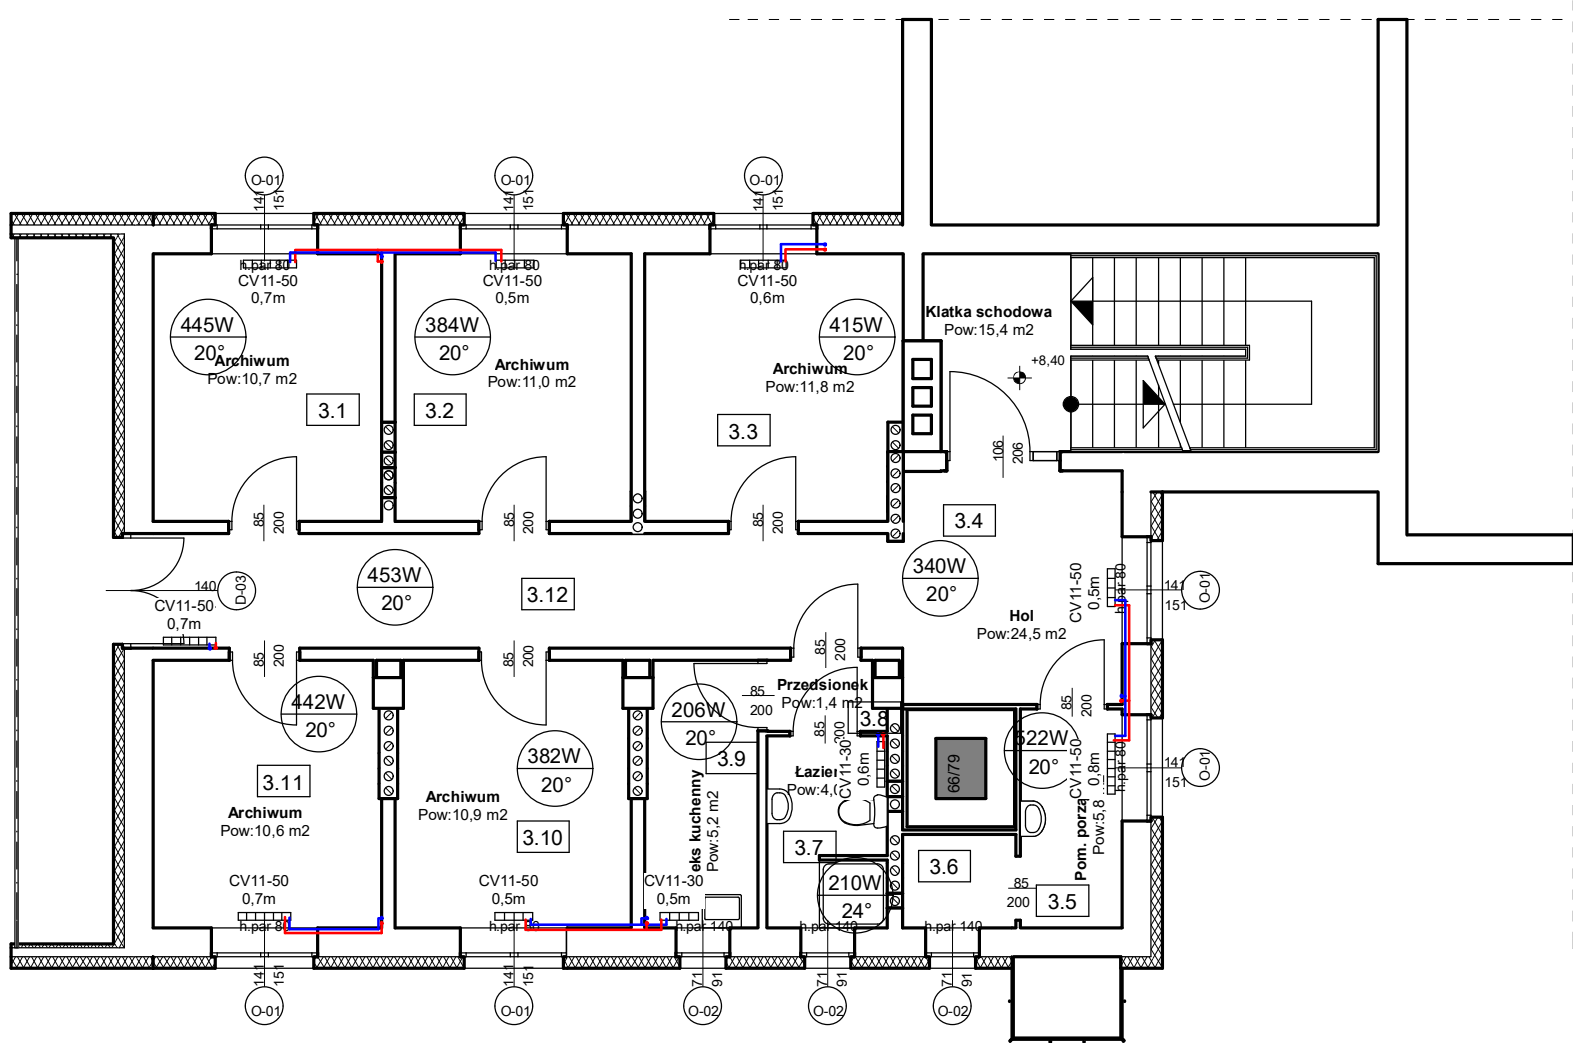 O-01
141
151
O-01
141
151
O-01
141
151
h.par 80
CV11-50
0,7m
h.par 80
CV11-50
0,5m
h.par 80
CV11-50
0,6m
445W
20°
Archiwum
Pow:10,7 m2
3.1
384W
20°
Archiwum
Pow:11,0 m2
3.2
415W
20°
Archiwum
Pow:11,8 m2
3.3
Klatka schodowa
Pow:15,4 m2
+8,40
106
206
85
200
85
200
85
200
3.4
340W
20°
Hol
Pow:24,5 m2
CV11-50
0,5m
h.par 80
141
151
O-01
140
D-03
CV11-50
0,7m
453W
20°
3.12
85
200
85
200
85
200
85
200
442W
20°
3.11
Archiwum
Pow:10,6 m2
382W
20°
Archiwum
Pow:10,9 m2
3.10
206W
20°
3.9
eks kuchenny
Pow:5,2 m2
85
200
Przedsionek
Pow:1,4 m2
3.8
85
200
CV11-30
0,6m
3.7
210W
24°
66/79
20°
CV11-50
0,8m
h.par 80
141
151
O-01
Pom. porzą
Pow:5,8
3.6
85
200
3.5
CV11-50
0,7m
CV11-50
0,5m
CV11-30
0,5m
h.par 140
h.par 140
h.par 140
141
151
O-01
141
151
O-01
71
91
O-02
71
91
O-02
71
91
O-02